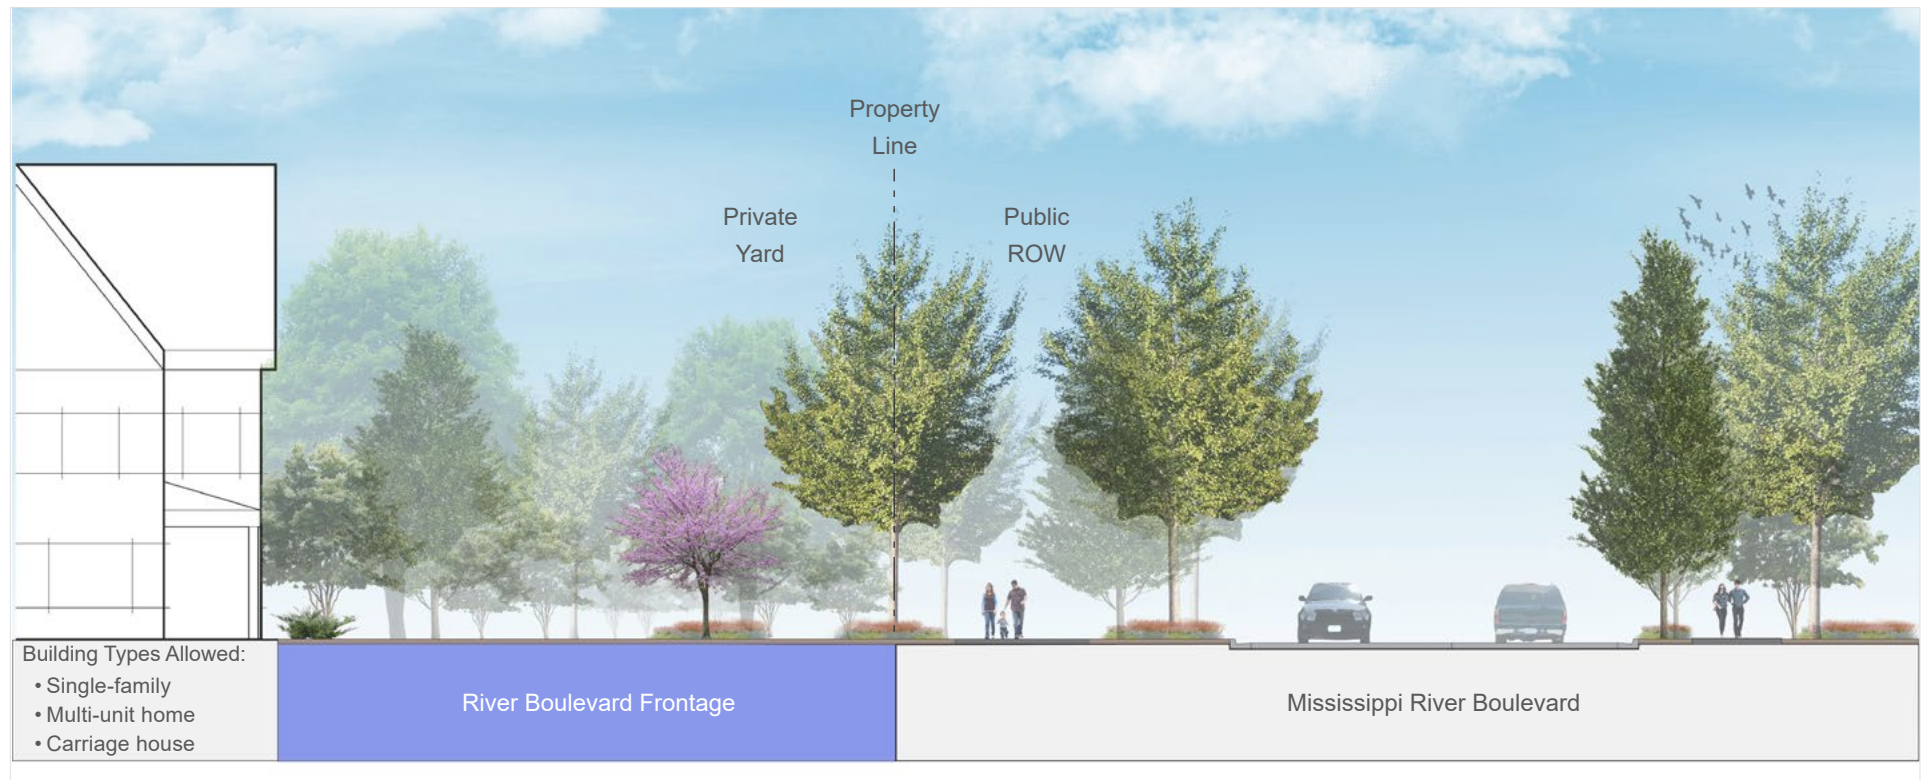 Property
Line
Private
Yard
Public
ROW
Building Types Allowed:
• Single-family
• Multi-unit home
• Carriage house
River Boulevard Frontage
Mississippi River Boulevard